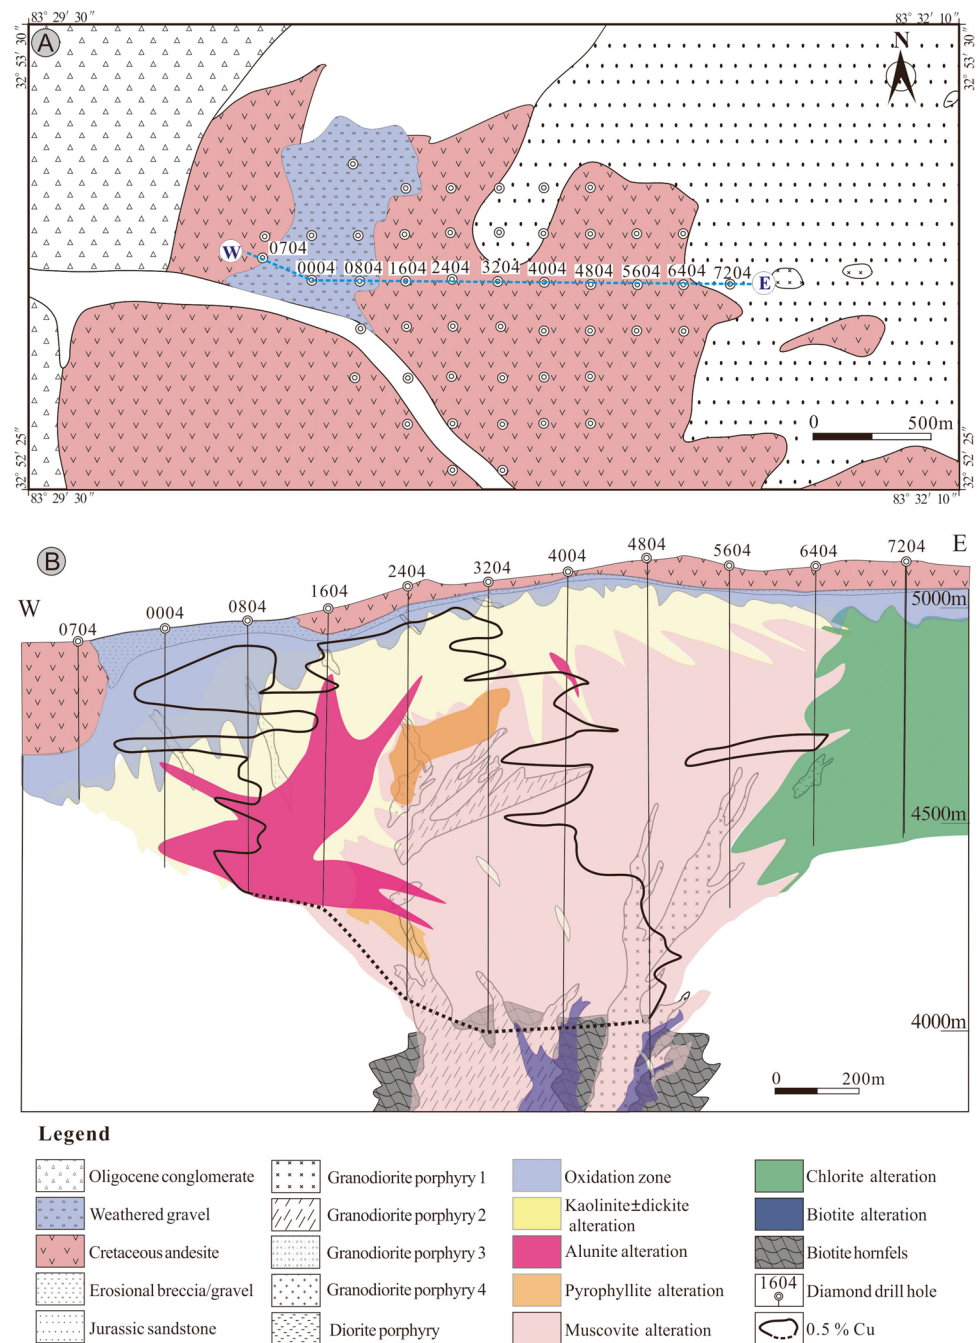 83° 29′ 30″
83° 32′ 10″
32° 53′ 30″
32° 53′ 30″
A
N
W
0704
0004
0804
1604
2404
3204
4004
4804
5604
6404
7204
E
0
500m
32° 52′ 25″
32° 52′ 25″
83° 29′ 30″
83° 32′ 10″
B
E
W
0704
0004
0804
1604
2404
3204
4004
4804
5604
6404
7204
5000m
4500m
4000m
0
200m
Legend
Oligocene conglomerate
Weathered gravel
Cretaceous andesite
Erosional breccia/gravel
Jurassic sandstone
Granodiorite porphyry 1
Granodiorite porphyry 2
Granodiorite porphyry 3
Granodiorite porphyry 4
Diorite porphyry
Oxidation zone
Kaolinite±dickite
alteration
Alunite alteration
Pyrophyllite alteration
Muscovite alteration
Chlorite alteration
Biotite alteration
Biotite hornfels
1604
Diamond drill hole
0.5 % Cu